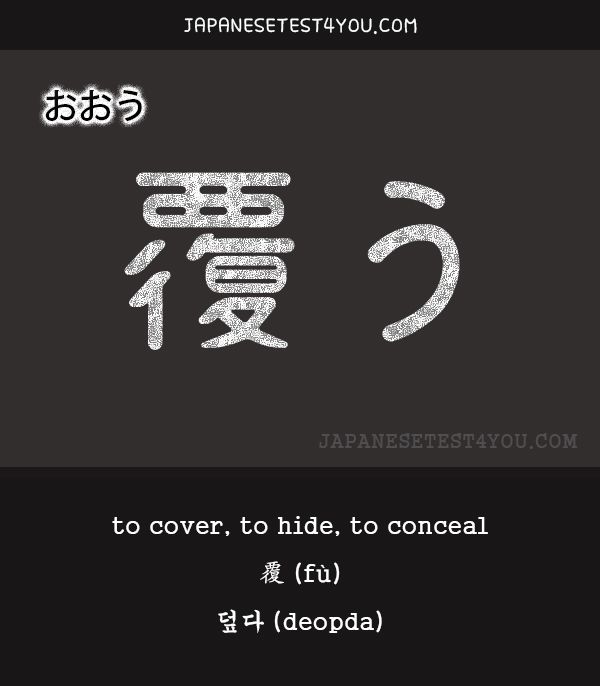 JAPANESETEST4YOU.COM
おおう
覆う
JAPANESETEST4YOU.COM
to cover, to hide, to conceal
覆 (fù)
덮다 (deopda)